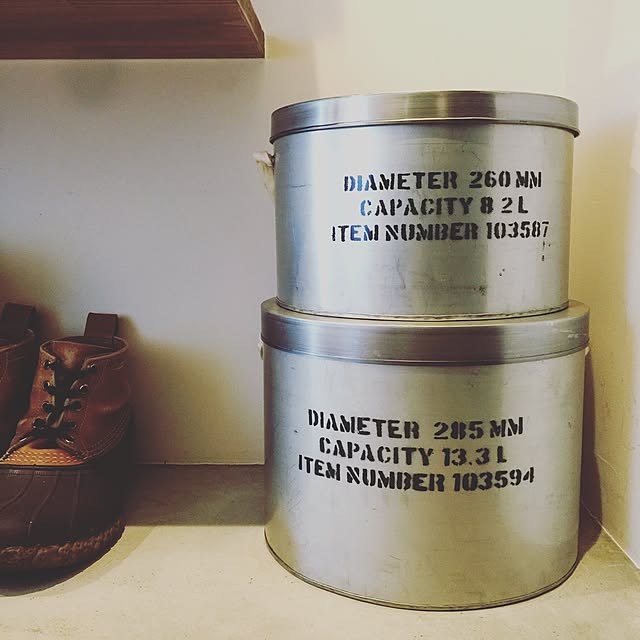 DIAMETER 260 MM
CAPACITY 8 2 L
ITEM NUMBER 103587
DIAMETER 285 MM
CAPACITY 13.3 L
ITEM NUMBER 103594